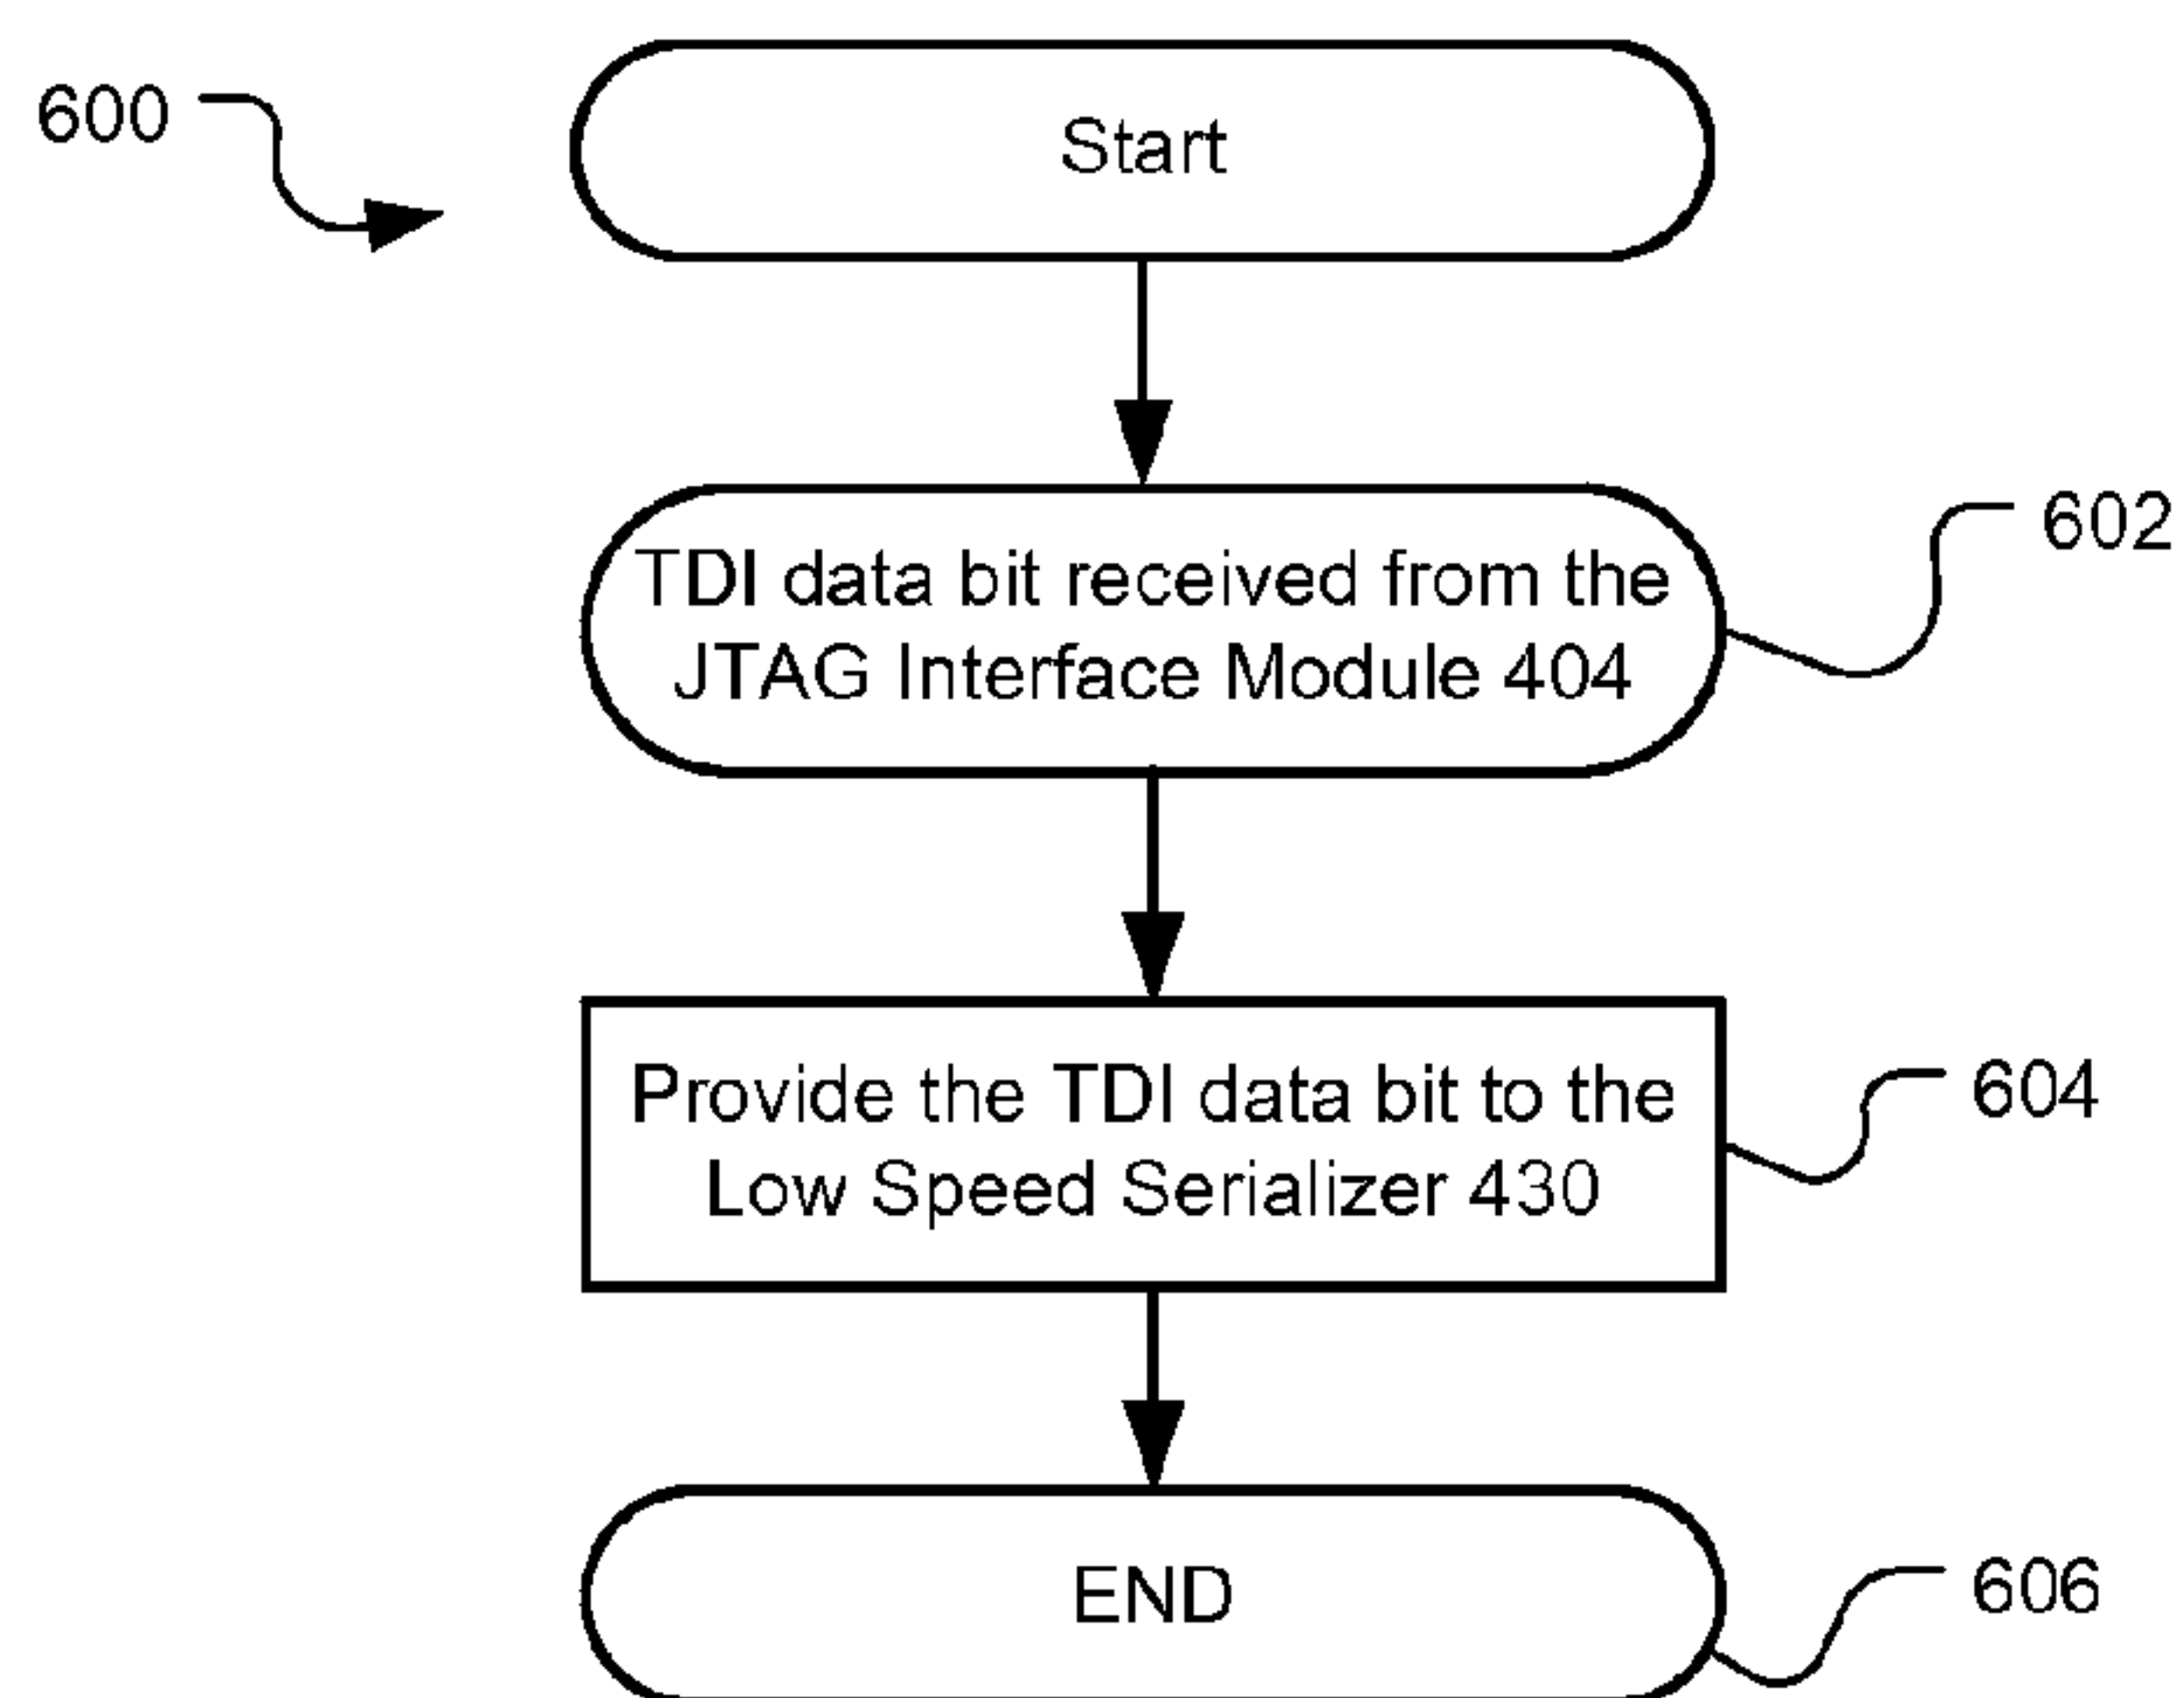 600
Start
TDI data bit received from the
JTAG Interface Module 404
602
Provide the TDI data bit to the
Low Speed Serializer 430
604
END
606